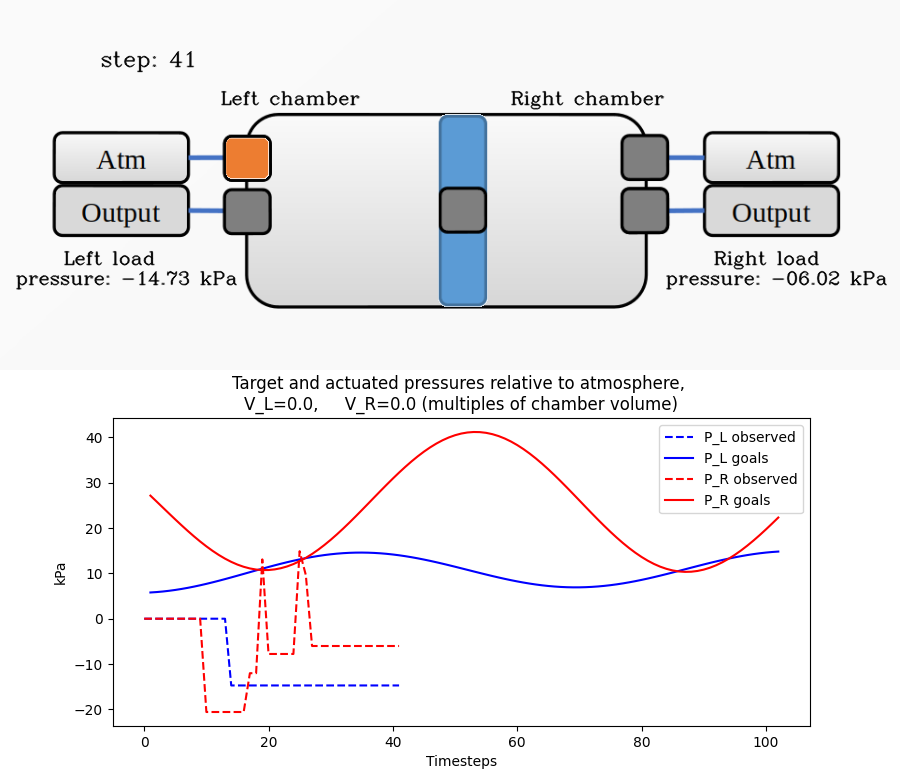 step: 41
Left chamber
Right chamber
Atm
Atm
Output
Output
Left load
pressure: −14.73 kPa
Right load
pressure: −06.02 kPa
Target and actuated pressures relative to atmosphere,
V_L=0.0, V_R=0.0 (multiples of chamber volume)
P_L observed
P_L goals
P_R observed
P_R goals
kPa
40
30
20
10
0
−10
−20
0
20
40
60
80
100
Timesteps